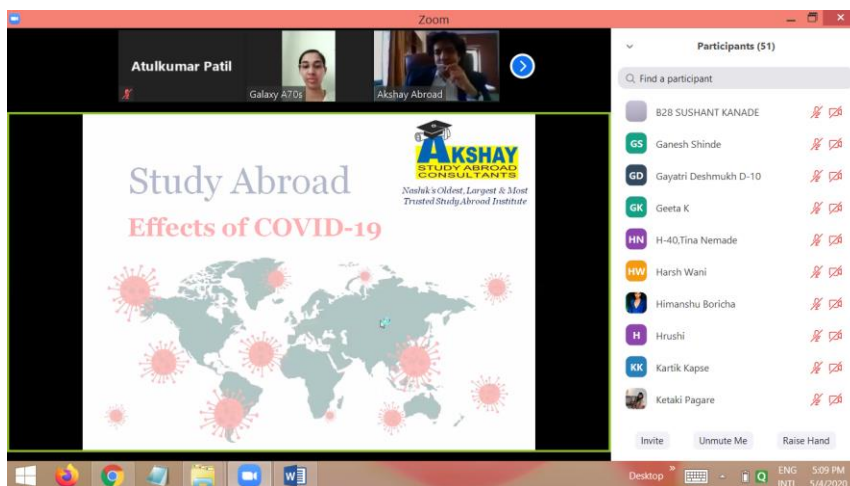 Zoom
Atulkumar Patil
Galaxy A70s
Akshay Abroad
Participants (51)
Find a participant
B28 SUSHANT KANADE
GS Ganesh Shinde
GD Gayatri Deshmukh D-10
GK Geeta K
HN H-40,Tina Nemade
HW Harsh Wani
Himanshu Boricha
H Hrushi
KK Kartik Kapse
Ketaki Pagare
Invite Unmute Me Raise Hand
AKSHAY
STUDY ABROAD
CONSULTANTS
Nashik's Oldest, Largest & Most
Trusted Study Abroad Institute
Study Abroad
Effects of COVID-19
Desktop
ENG 5:09 PM
INTL 5/4/2020